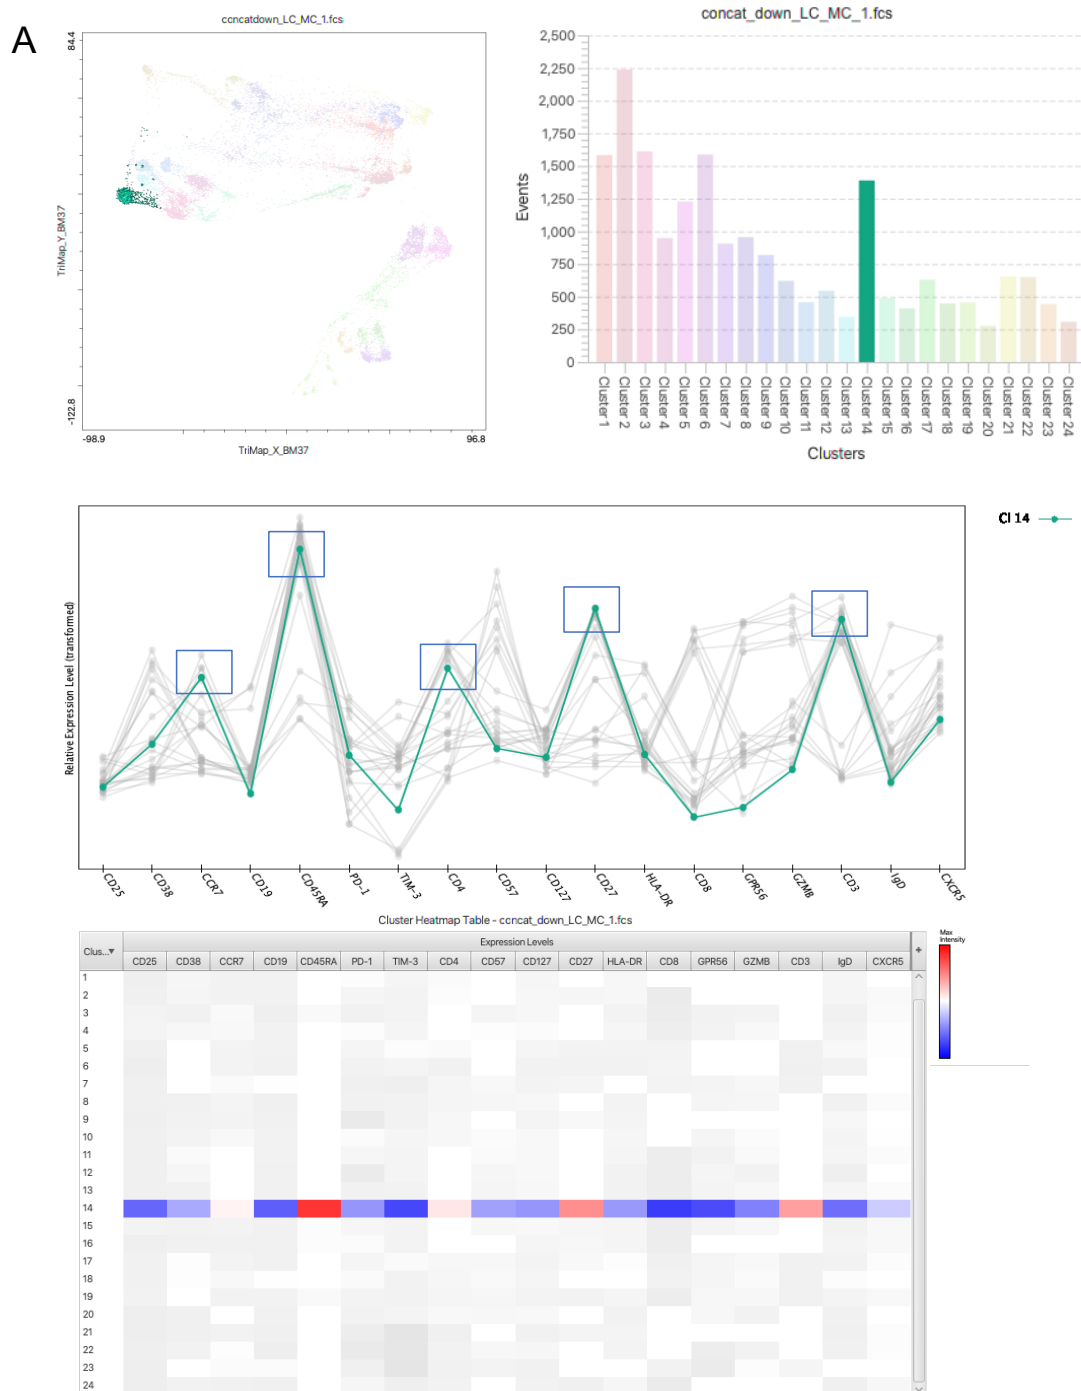 A
concatdown_LC_MC_1.fcs
84.4
TriMap_Y_BM37
-122.8
-98.9
96.8
TriMap_X_BM37
concat_down_LC_MC_1.fcs
Events
2,500
2,250
2,000
1,750
1,500
1,250
1,000
750
500
250
0
Cluster 1
Cluster 2
Cluster 3
Cluster 4
Cluster 5
Cluster 6
Cluster 7
Cluster 8
Cluster 9
Cluster 10
Cluster 11
Cluster 12
Cluster 13
Cluster 14
Cluster 15
Cluster 16
Cluster 17
Cluster 18
Cluster 19
Cluster 20
Cluster 21
Cluster 22
Cluster 23
Cluster 24
Clusters
Cl 14
Relative Expression Level (transformed)
CD25
CD38
CCR7
CD19
CD45RA
PD-1
TIM-3
CD4
CD57
CD127
CD27
HLA-DR
CD8
GPR56
GZMB
CD3
IgD
CXCR5
Cluster Heatmap Table - concat_down_LC_MC_1.fcs
Clus...▼ Expression Levels +
CD25 CD38 CCR7 CD19 CD45RA PD-1 TIM-3 CD4 CD57 CD127 CD27 HLA-DR CD8 GPR56 GZMB CD3 IgD CXCR5
Max
Intensity
1
2
3
4
5
6
7
8
9
10
11
12
13
14
15
16
17
18
19
20
21
22
23
24